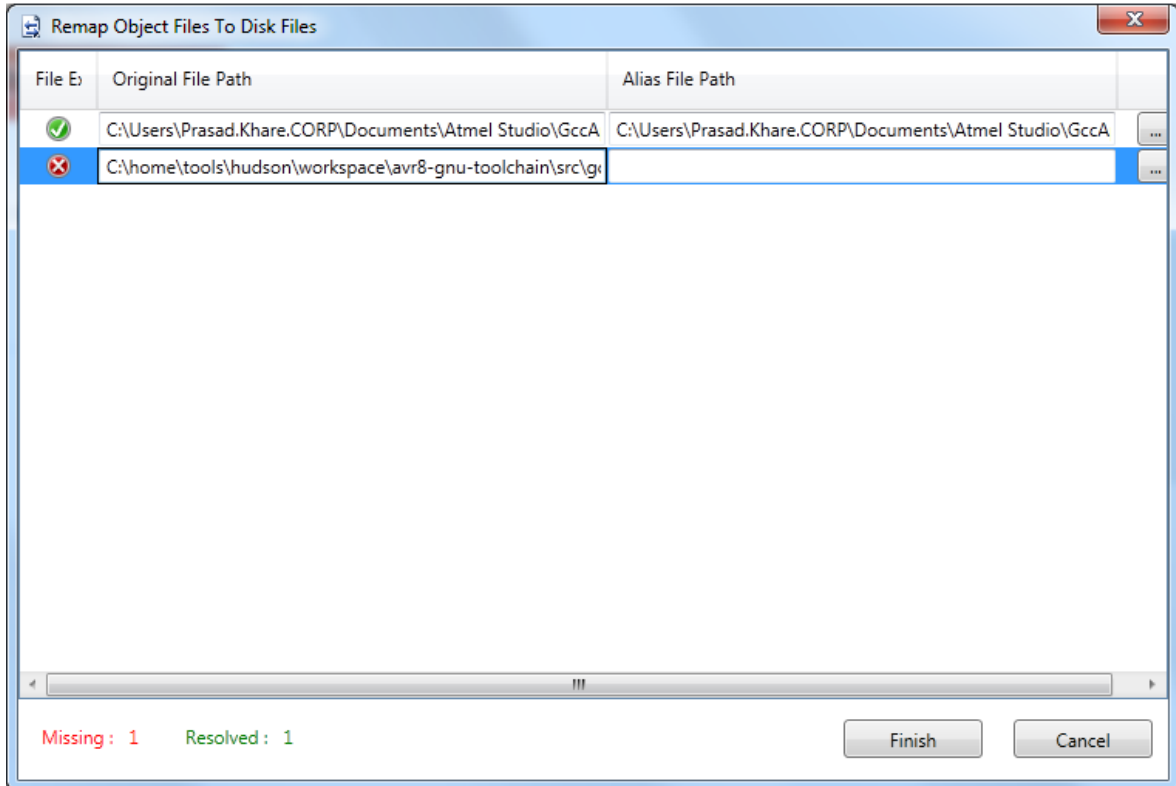 Remap Object Files To Disk Files
File E
Original File Path
Alias File Path
C:\Users\Prasad.Khare.CORP\Documents\Atmel Studio\GccA
C:\Users\Prasad.Khare.CORP\Documents\Atmel Studio\GccA
...
C:\home\tools\hudson\workspace\avr8-gnu-toolchain\src\g
...
Missing : 1
Resolved : 1
Finish
Cancel